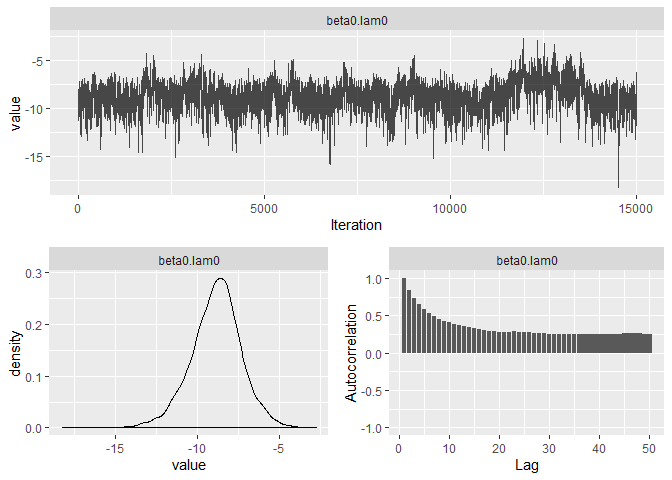 beta0.lam0
value
-5
-10
-15
0 5000 10000 15000
Iteration
beta0.lam0
density
0.3
0.2
0.1
0.0
-15 -10 -5
value
beta0.lam0
Autocorrelation
1.0
0.5
0.0
-0.5
-1.0
0 10 20 30 40 50
Lag